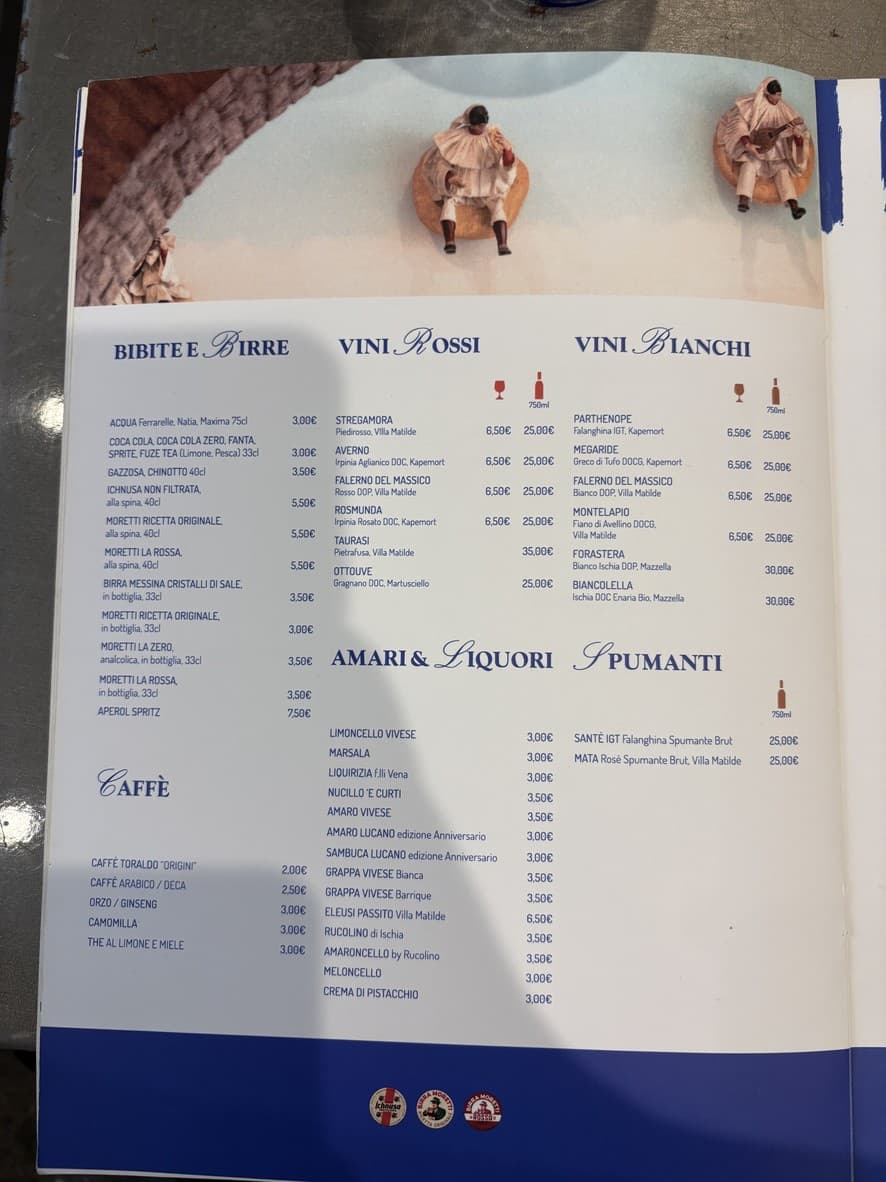 BIBITE E BIRRE
ACQUA Ferrarelle, Natia, Maxima 75cl 3,00€
COCA COLA, COCA COLA ZERO, FANTA,
SPRITE, FUZE TEA (Limone, Pesca) 33cl 3,00€
GAZZOSA, CHINOTTO 40cl 3,50€
ICHNUSA NON FILTRATA,
alla spina, 40cl 5,50€
MORETTI RICETTA ORIGINALE,
alla spina, 40cl 5,50€
MORETTI LA ROSSA,
alla spina, 40cl 5,50€
BIRRA MESSINA CRISTALLI DI SALE,
in bottiglia, 33cl 3,50€
MORETTI RICETTA ORIGINALE,
in bottiglia, 33cl 3,00€
MORETTI LA ZERO,
analcolica, in bottiglia, 33cl 3,50€
MORETTI LA ROSSA,
in bottiglia, 33cl 3,50€
APEROL SPRITZ 7,50€
CAFFÈ
CAFFÈ TORALDO "ORIGINI" 2,00€
CAFFÈ ARABICO / DECA 2,50€
ORZO / GINSENG 3,00€
CAMOMILLA 3,00€
THE AL LIMONE E MIELE 3,00€
VINI ROSSI
750ml
STREGAMORA
Piedirosso, VIlla Matilde 6,50€ 25,00€
AVERNO
Irpinia Aglianico DOC, Kapemort 6,50€ 25,00€
FALERNO DEL MASSICO
Rosso DOP, Villa Matilde 6,50€ 25,00€
ROSMUNDA
Irpinia Rosato DOC, Kapemort 6,50€ 25,00€
TAURASI
Pietrafusa, Villa Matilde 35,00€
OTTOUVE
Gragnano DOC, Martusciello 25,00€
AMARI & LIQUORI
LIMONCELLO VIVESE 3,00€
MARSALA 3,00€
LIQUIRIZIA f.lli Vena 3,00€
NUCILLO 'E CURTI 3,50€
AMARO VIVESE 3,50€
AMARO LUCANO edizione Anniversario 3,00€
SAMBUCA LUCANO edizione Anniversario 3,00€
GRAPPA VIVESE Bianca 3,50€
GRAPPA VIVESE Barrique 3,50€
ELEUSI PASSITO Villa Matilde 6,50€
RUCOLINO di Ischia 3,50€
AMARONCELLO by Rucolino 3,50€
MELONCELLO 3,00€
CREMA DI PISTACCHIO 3,00€
VINI BIANCHI
750ml
PARTHENOPE
Falanghina IGT, Kapemort 6,50€ 25,00€
MEGARIDE
Greco di Tufo DOCG, Kapemort 6,50€ 25,00€
FALERNO DEL MASSICO
Bianco DOP, Villa Matilde 6,50€ 25,00€
MONTELAPIO
Fiano di Avellino DOCG,
Villa Matilde 6,50€ 25,00€
FORASTERA
Bianco Ischia DOP, Mazzella 30,00€
BIANCOLELLA
Ischia DOC Enaria Bio, Mazzella 30,00€
SPUMANTI
750ml
SANTÈ IGT Falanghina Spumante Brut 25,00€
MATA Rosè Spumante Brut, Villa Matilde 25,00€
Ichnusa
BIRRA MORETTI
BIRRA MORETTI
ROSSA